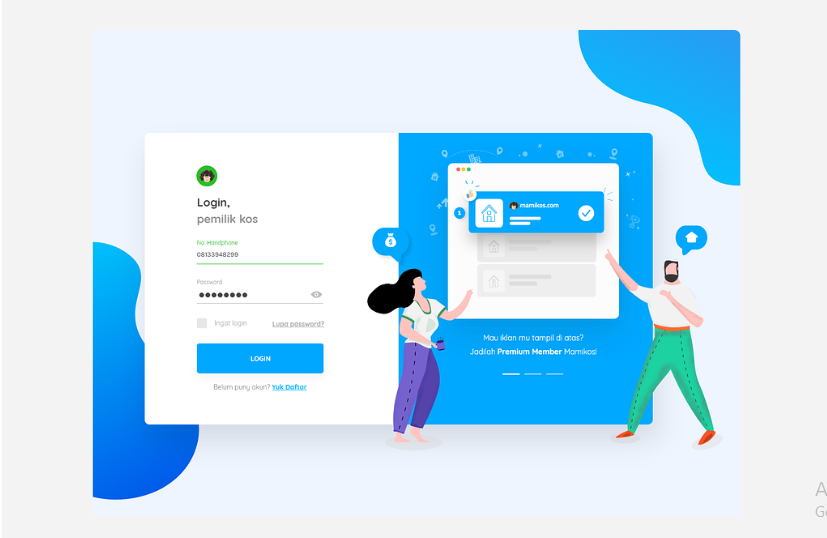 Login,
pemilik kos
No. Handphone
08133948299
Password
Ingat login
Lupa password?
LOGIN
Belum puny akun? Yuk Daftar
1
mamikos.com
$
Mau iklan mu tampil di atas?
Jadilah Premium Member Mamikos!